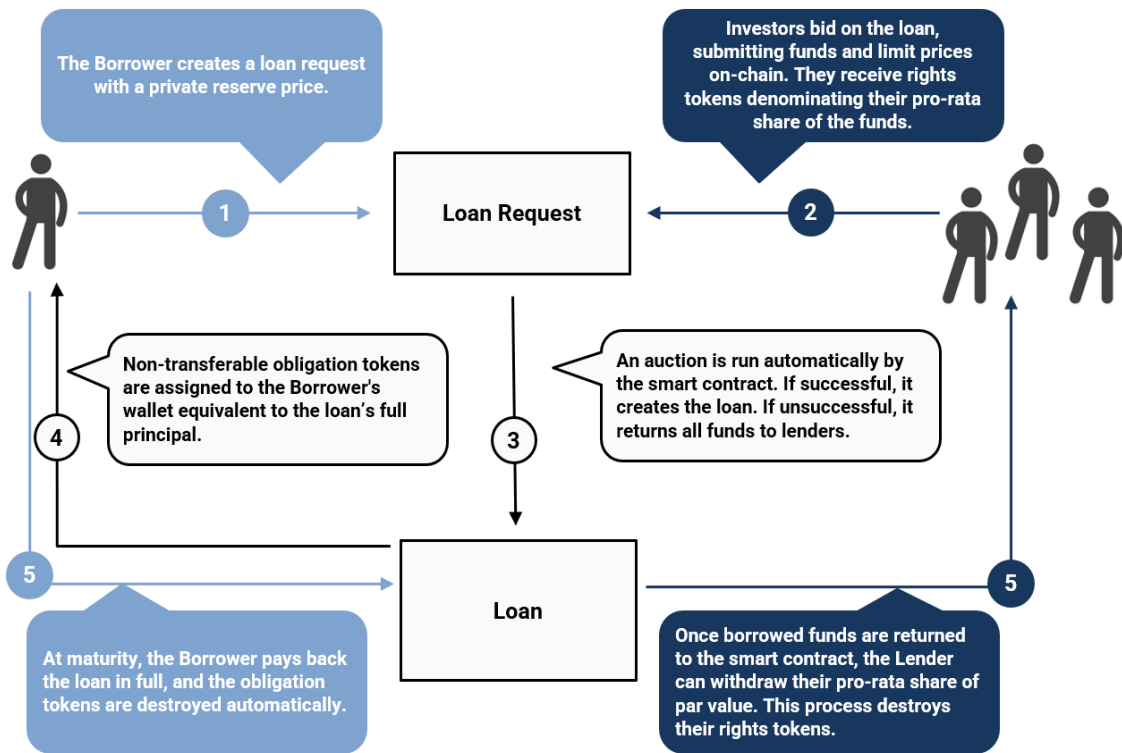 The Borrower creates a loan request
with a private reserve price.
Investors bid on the loan,
submitting funds and limit prices
on-chain. They receive rights
tokens denominating their pro-rata
share of the funds.
1
Loan Request
2
Non-transferable obligation tokens
are assigned to the Borrower's
wallet equivalent to the loan’s full
principal.
An auction is run automatically by
the smart contract. If successful, it
creates the loan. If unsuccessful, it
returns all funds to lenders.
4
3
5
Loan
5
At maturity, the Borrower pays back
the loan in full, and the obligation
tokens are destroyed automatically.
Once borrowed funds are returned
to the smart contract, the Lender
can withdraw their pro-rata share of
par value. This process destroys
their rights tokens.